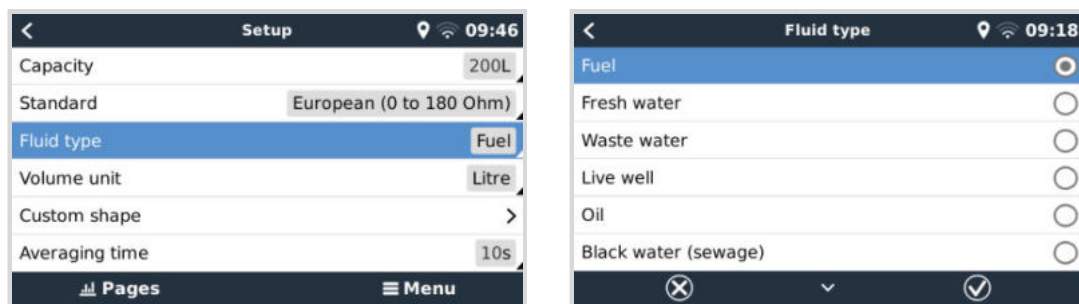 Setup 09:46
Capacity 200L
Standard European (0 to 180 Ohm)
Fluid type Fuel
Volume unit Litre
Custom shape
Averaging time 10s
Pages Menu
Fluid type 09:18
Fuel
Fresh water
Waste water
Live well
Oil
Black water (sewage)